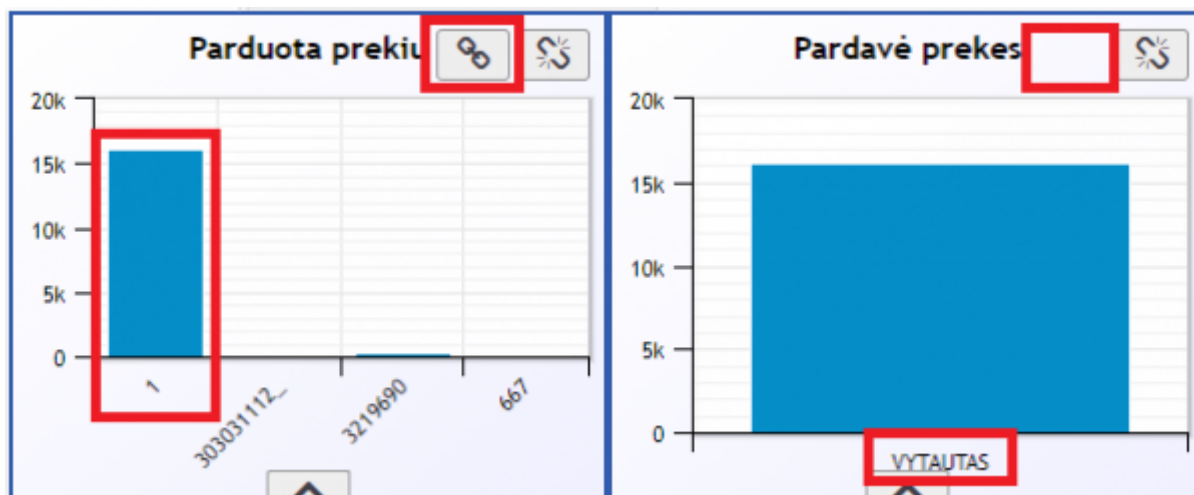 Parduota prekiu
20k
15k
10k
5k
0
1
303031112_
3219690
667
Pardavė prekes
20k
15k
10k
5k
0
VYTAUTAS